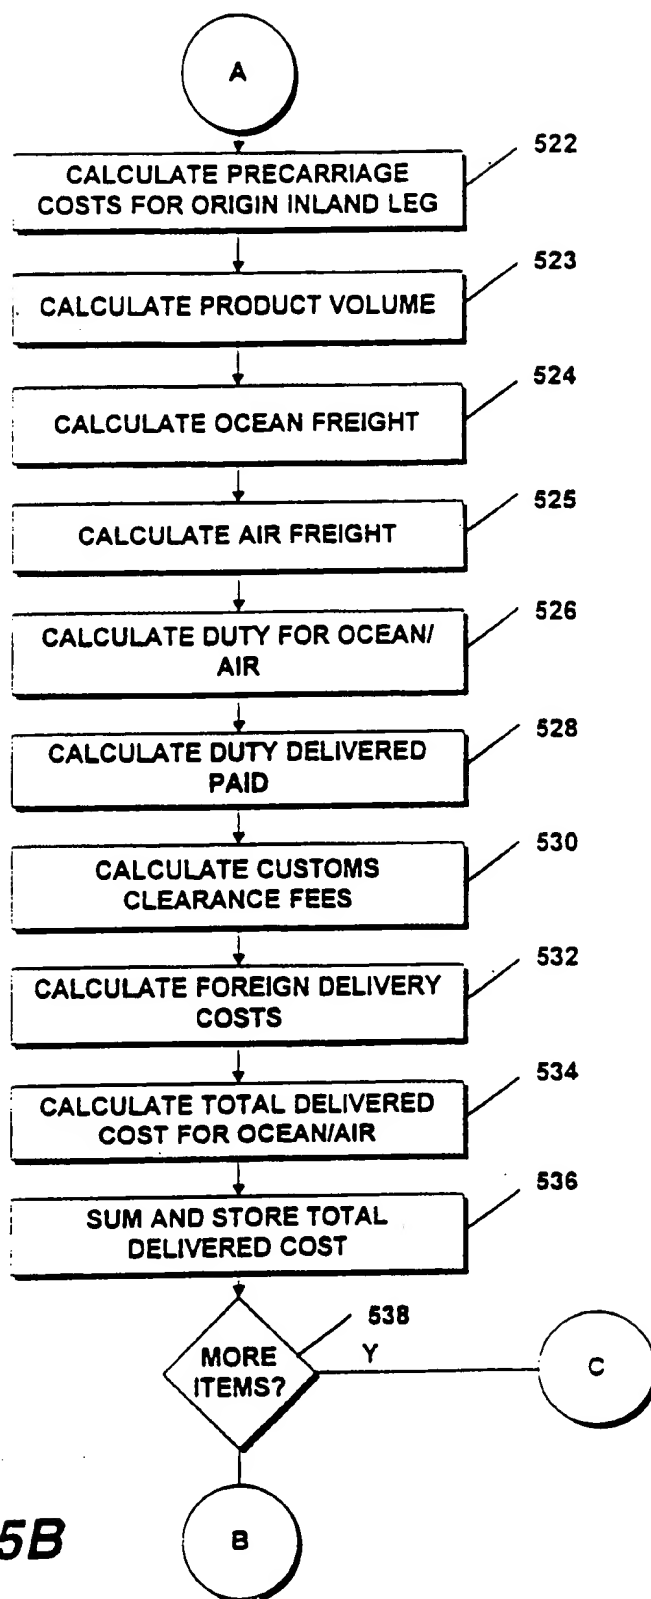 A
522
CALCULATE PRECARRIAGE
COSTS FOR ORIGIN INLAND LEG
523
CALCULATE PRODUCT VOLUME
524
CALCULATE OCEAN FREIGHT
525
CALCULATE AIR FREIGHT
526
CALCULATE DUTY FOR OCEAN/
AIR
528
CALCULATE DUTY DELIVERED
PAID
530
CALCULATE CUSTOMS
CLEARANCE FEES
532
CALCULATE FOREIGN DELIVERY
COSTS
534
CALCULATE TOTAL DELIVERED
COST FOR OCEAN/AIR
536
SUM AND STORE TOTAL
DELIVERED COST
538
MORE
ITEMS?
Y
C
B
5B